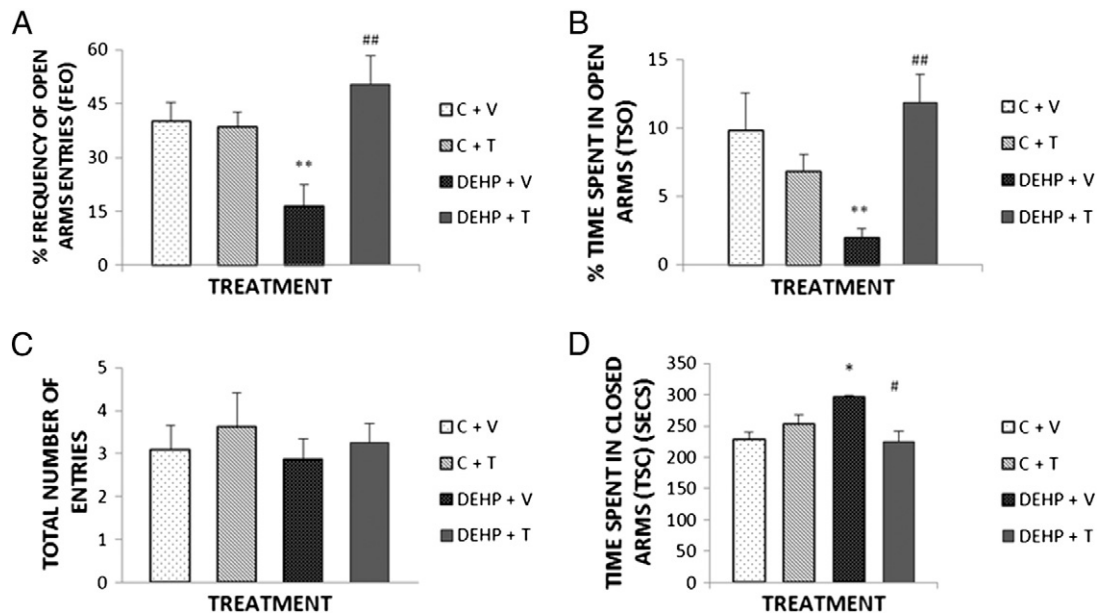 A
% FREQUENCY OF OPEN
ARMS ENTRIES (FEO)
60
45
30
15
0
**
##
TREATMENT
C + V
C + T
DEHP + V
DEHP + T
B
% TIME SPENT IN OPEN
ARMS (TSO)
15
10
5
0
**
##
TREATMENT
C + V
C + T
DEHP + V
DEHP + T
C
TOTAL NUMBER OF
ENTRIES
5
4
3
2
1
0
TREATMENT
C + V
C + T
DEHP + V
DEHP + T
D
TIME SPENT IN CLOSED
ARMS (TSC) (SECS)
350
300
250
200
150
100
50
0
*
#
TREATMENT
C + V
C + T
DEHP + V
DEHP + T